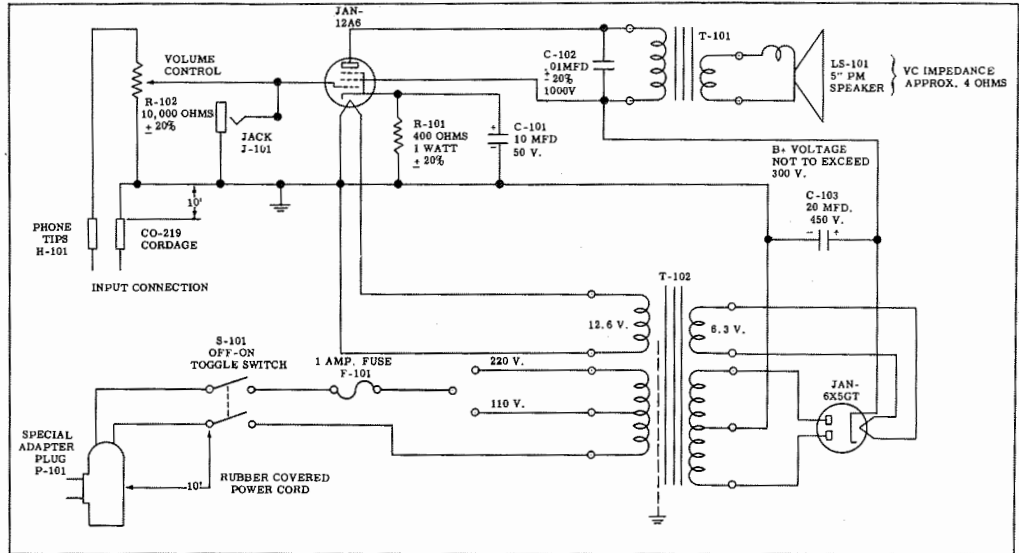 JAN-
12A6
VOLUME
CONTROL
R-102
10,000 OHMS
± 20%
JACK
J-101
R-101
400 OHMS
1 WATT
± 20%
C-101
10 MFD
50 V.
C-102
.01MFD
± 20%
1000V
T-101
LS-101
5" PM
SPEAKER
VC IMPEDANCE
APPROX. 4 OHMS
B+ VOLTAGE
NOT TO EXCEED
300 V.
C-103
20 MFD.
450 V.
- +
+
-
10'
PHONE
TIPS
H-101
CO-219
CORDAGE
INPUT CONNECTION
T-102
12.6 V.
6.3 V.
S-101
OFF-ON
TOGGLE SWITCH
1 AMP. FUSE
F-101
220 V.
110 V.
JAN-
6X5GT
SPECIAL
ADAPTER
PLUG
P-101
10'
RUBBER COVERED
POWER CORD